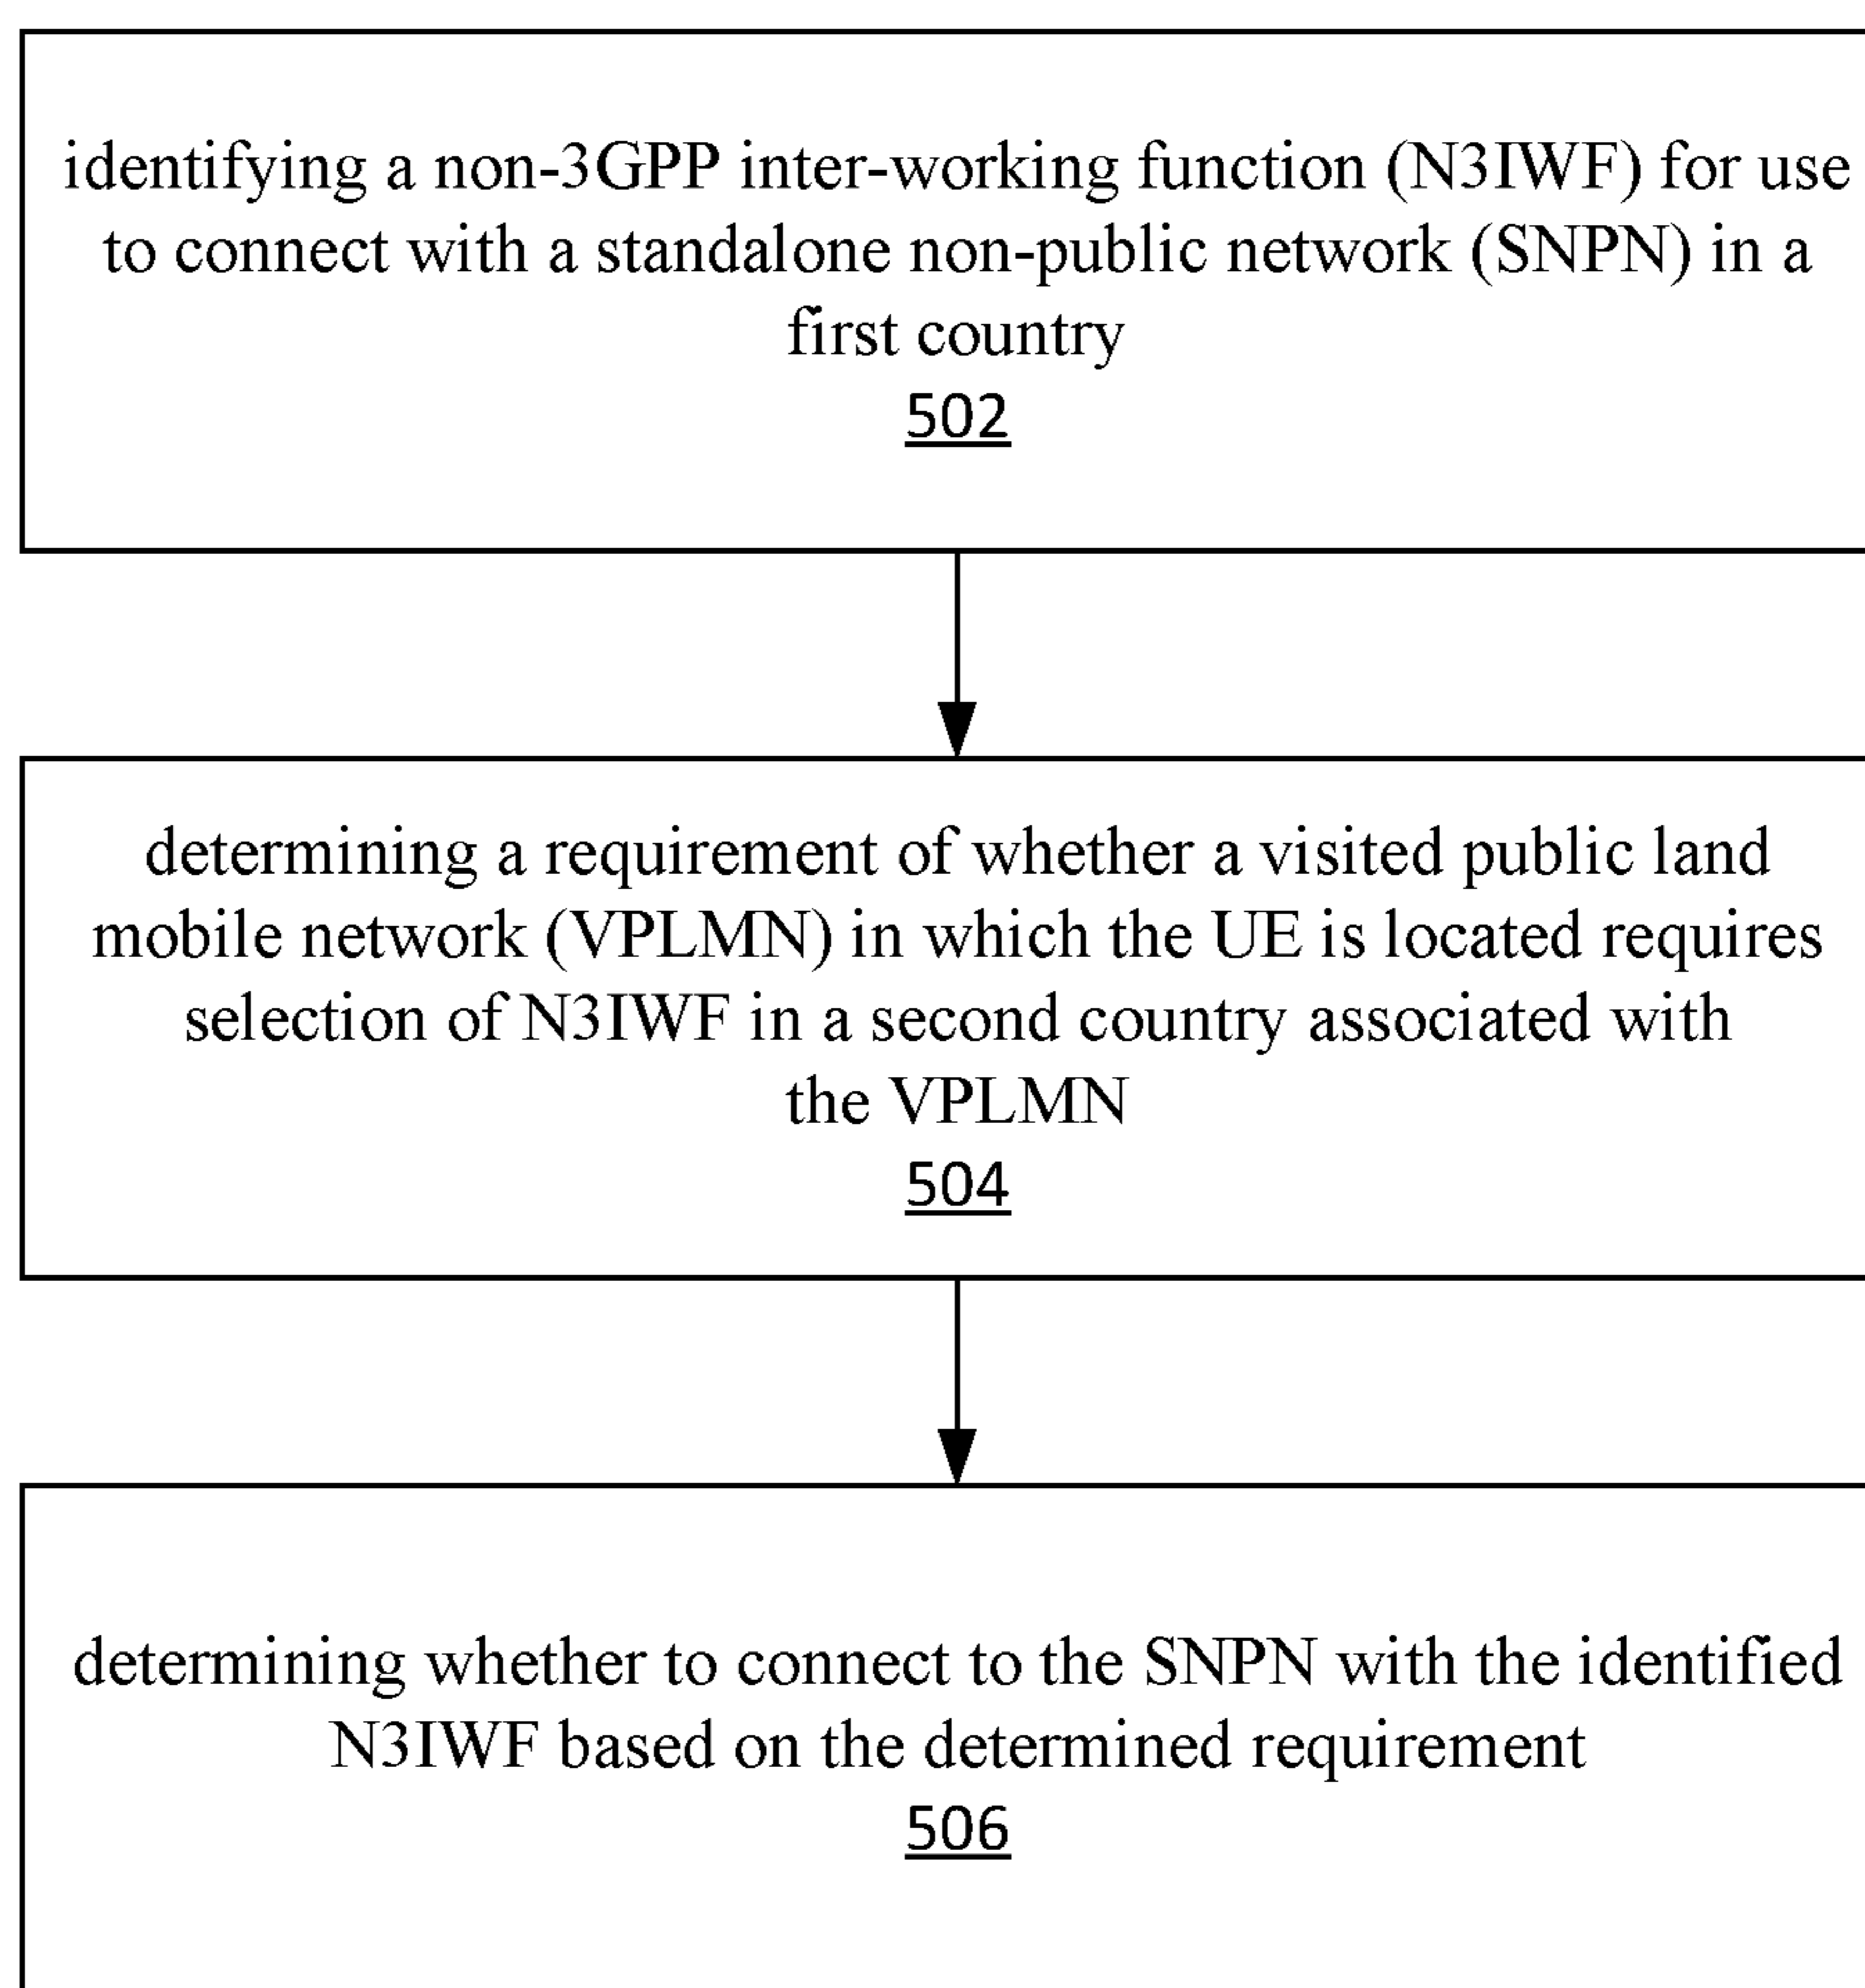 identifying a non-3GPP inter-working function (N3IWF) for use
to connect with a standalone non-public network (SNPN) in a
first country
502
determining a requirement of whether a visited public land
mobile network (VPLMN) in which the UE is located requires
selection of N3IWF in a second country associated with
the VPLMN
504
determining whether to connect to the SNPN with the identified
N3IWF based on the determined requirement
506